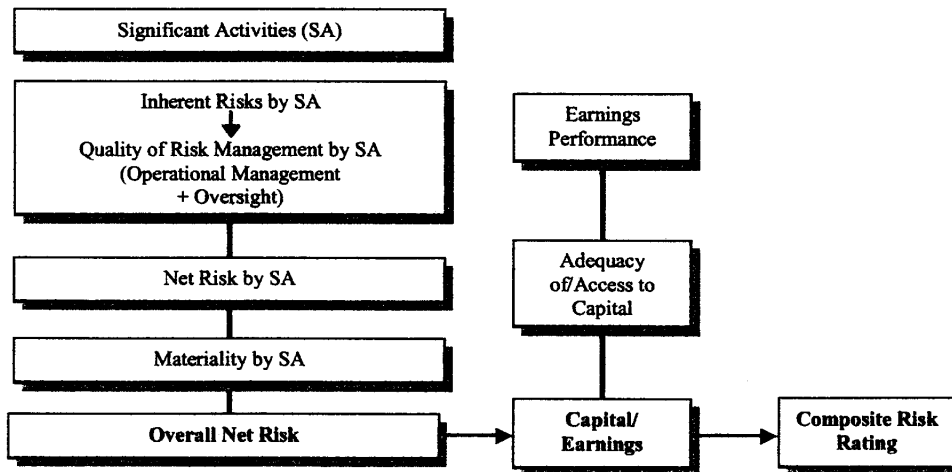 Significant Activities (SA)
Inherent Risks by SA
Quality of Risk Management by SA
(Operational Management
+ Oversight)
Net Risk by SA
Materiality by SA
Overall Net Risk
Earnings
Performance
Adequacy
of/Access to
Capital
Capital/
Earnings
Composite Risk
Rating